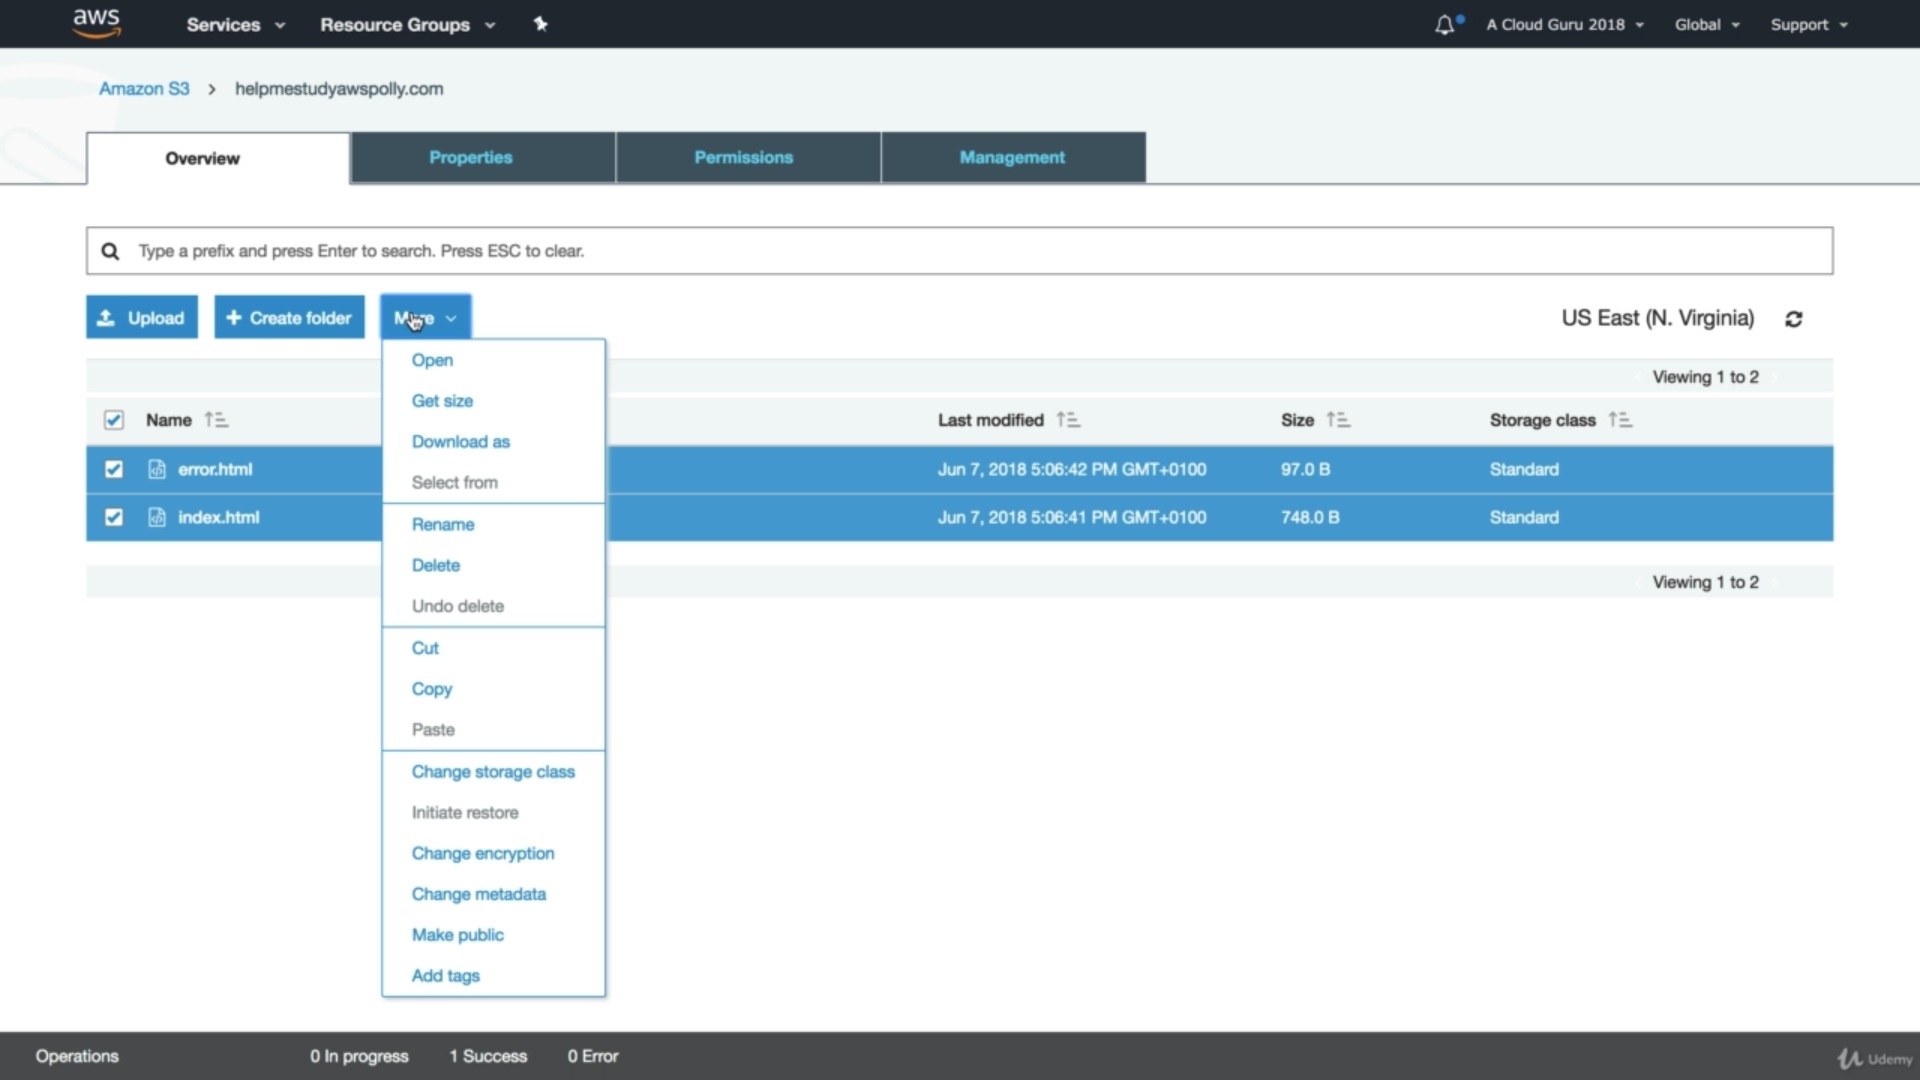 aws Services Resource Groups A Cloud Guru 2018 Global Support
Amazon S3 > helpmestudyawspolly.com
Overview Properties Permissions Management
Type a prefix and press Enter to search. Press ESC to clear.
Upload + Create folder More US East (N. Virginia)
Viewing 1 to 2
Name Last modified Size Storage class
error.html Jun 7, 2018 5:06:42 PM GMT+0100 97.0 B Standard
index.html Jun 7, 2018 5:06:41 PM GMT+0100 748.0 B Standard
Viewing 1 to 2
Open
Get size
Download as
Select from
Rename
Delete
Undo delete
Cut
Copy
Paste
Change storage class
Initiate restore
Change encryption
Change metadata
Make public
Add tags
Operations 0 In progress 1 Success 0 Error
Udemy